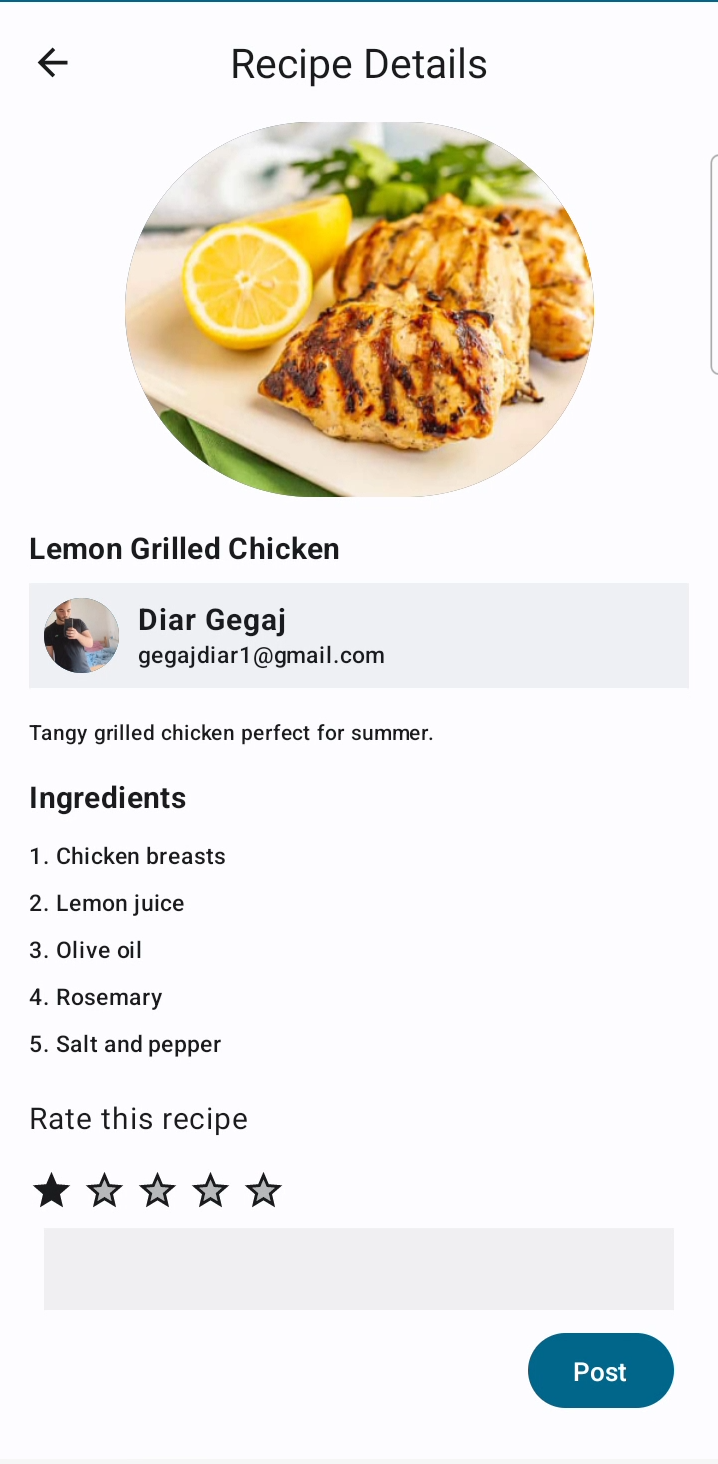 Recipe Details
Lemon Grilled Chicken
Diar Gegaj
gegajdiar1@gmail.com
Tangy grilled chicken perfect for summer.
Ingredients
1. Chicken breasts
2. Lemon juice
3. Olive oil
4. Rosemary
5. Salt and pepper
Rate this recipe
Post